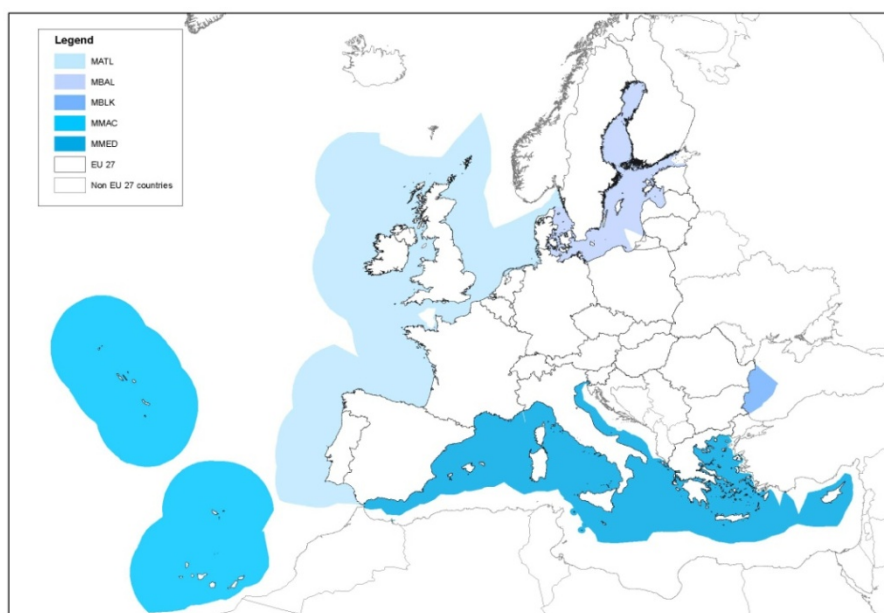 Legend
MATL
MBAL
MBLK
MMAC
MMED
EU 27
Non EU 27 countries